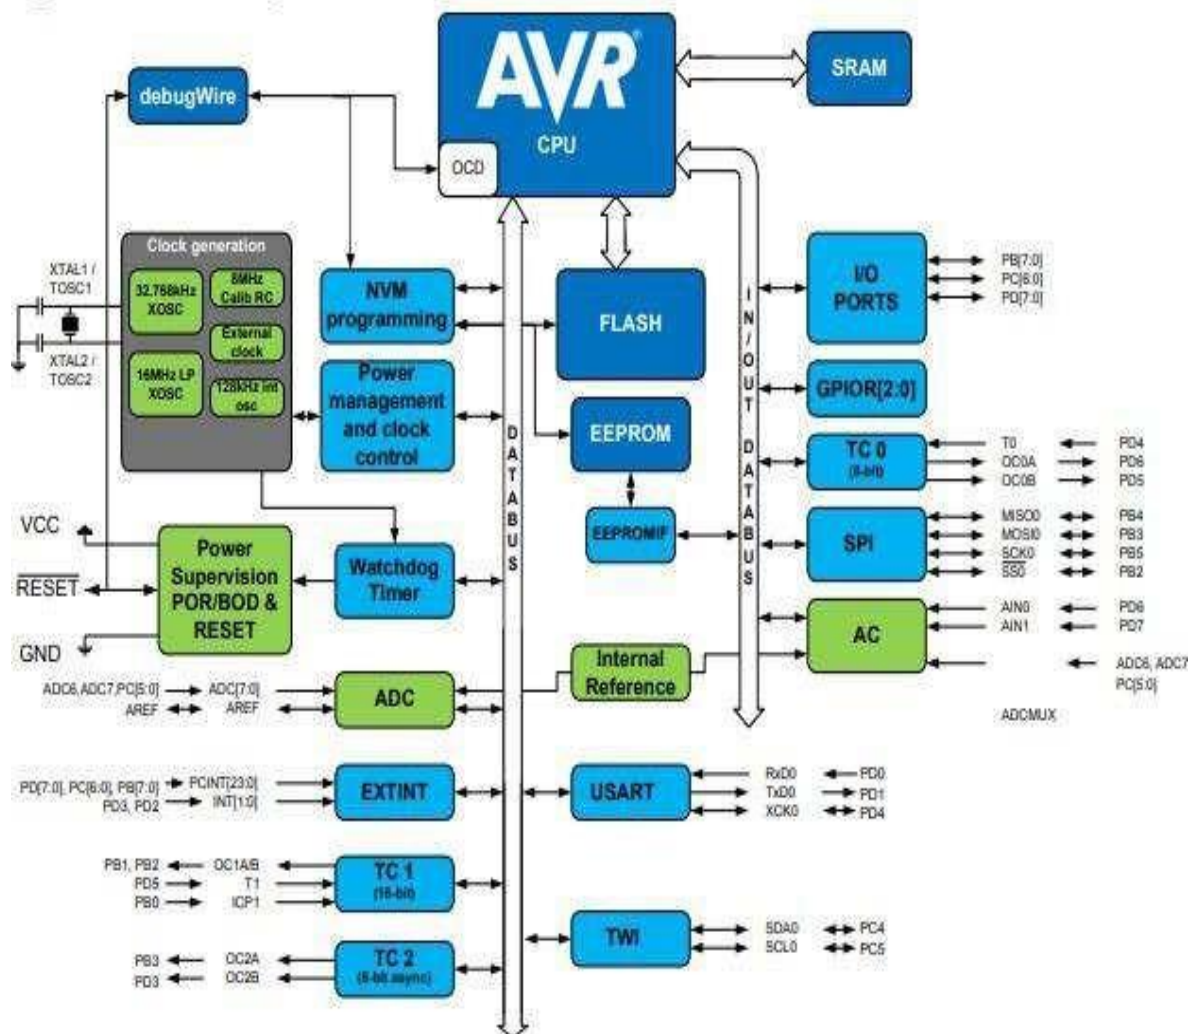 AVR®
CPU
OCD
SRAM
debugWire
Clock generation
XTAL1 /
TOSC1
32.768kHz
XOSC
8MHz
Calib RC
External
clock
XTAL2 /
TOSC2
16MHz LP
XOSC
128kHz int
osc
NVM
programming
Power
management
and clock
control
FLASH
EEPROM
EEPROMIF
DATABUS
IN/OUT DATABUS
I/O
PORTS
PB[7:0]
PC[6:0]
PD[7:0]
GPIOR[2:0]
TC 0
(8-bit)
T0 PD4
OC0A PD6
OC0B PD5
SPI
MISO0 PB4
MOSI0 PB3
SCK0 PB5
SS0 PB2
AC
AIN0 PD6
AIN1 PD7
ADC6, ADC7
PC[5:0]
ADCMUX
VCC
RESET
GND
Power
Supervision
POR/BOD &
RESET
Watchdog
Timer
Internal
Reference
ADC6,ADC7,PC[5:0] ADC[7:0]
AREF AREF
ADC
PD[7:0], PC[6:0], PB[7:0] PCINT[23:0]
PD3, PD2 INT[1:0]
EXTINT
USART
RxD0 PD0
TxD0 PD1
XCK0 PD4
PB1, PB2 OC1A/B
PD5 T1
PB0 ICP1
TC 1
(16-bit)
TWI
SDA0 PC4
SCL0 PC5
PB3 OC2A
PD3 OC2B
TC 2
(8-bit async)